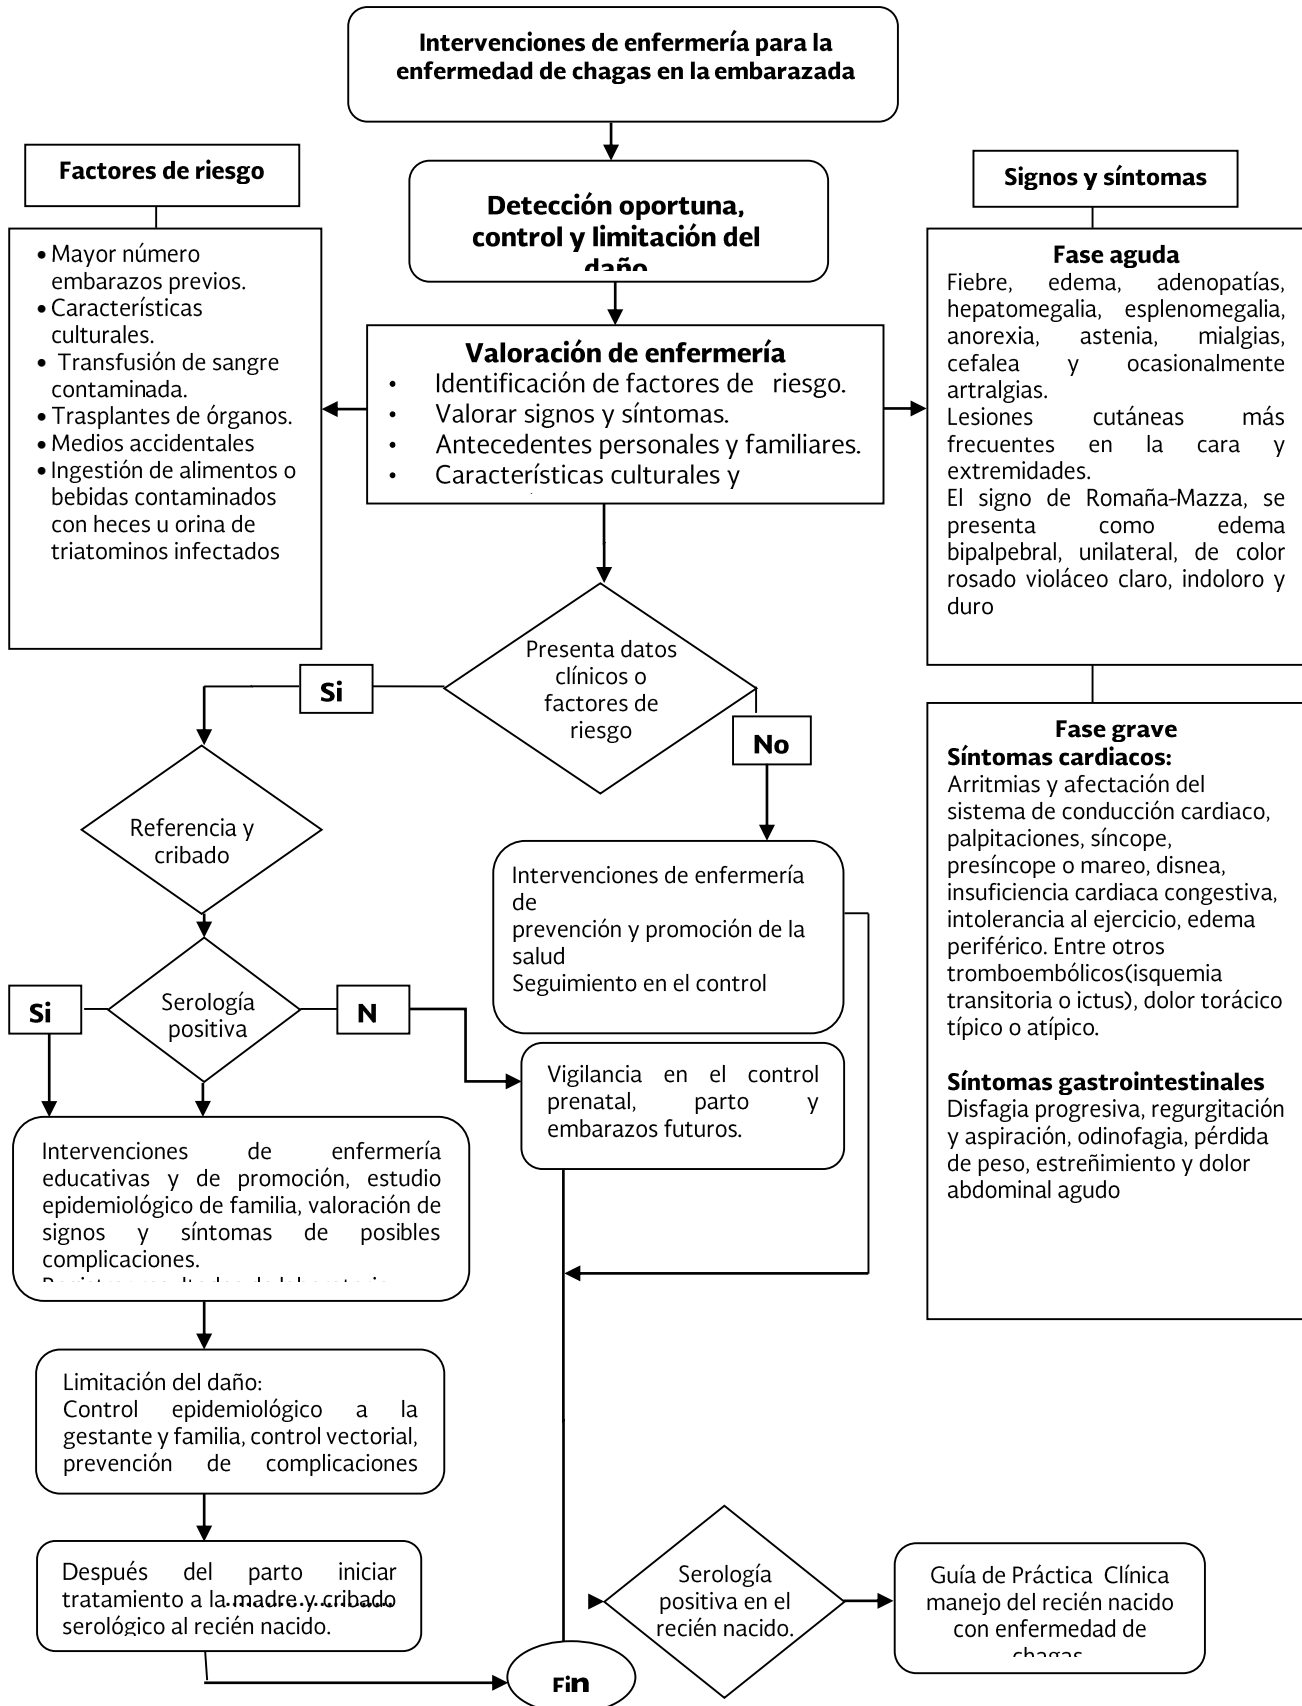 Intervenciones de enfermería para la
enfermedad de chagas en la embarazada
Detección oportuna,
control y limitación del
daño
Factores de riesgo
• Mayor número
embarazos previos.
• Características
culturales.
• Transfusión de sangre
contaminada.
• Trasplantes de órganos.
• Medios accidentales
• Ingestión de alimentos o
bebidas contaminados
con heces u orina de
triatominos infectados
Valoración de enfermería
• Identificación de factores de riesgo.
• Valorar signos y síntomas.
• Antecedentes personales y familiares.
• Características culturales y
Signos y síntomas
Fase aguda
Fiebre, edema, adenopatías,
hepatomegalia, esplenomegalia,
anorexia, astenia, mialgias,
cefalea y ocasionalmente
artralgias.
Lesiones cutáneas más
frecuentes en la cara y
extremidades.
El signo de Romaña-Mazza, se
presenta como edema
bipalpebral, unilateral, de color
rosado violáceo claro, indoloro y
duro
Fase grave
Síntomas cardiacos:
Arritmias y afectación del
sistema de conducción cardiaco,
palpitaciones, síncope,
presíncope o mareo, disnea,
insuficiencia cardiaca congestiva,
intolerancia al ejercicio, edema
periférico. Entre otros
tromboembólicos(isquemia
transitoria o ictus), dolor torácico
típico o atípico.
Síntomas gastrointestinales
Disfagia progresiva, regurgitación
y aspiración, odinofagia, pérdida
de peso, estreñimiento y dolor
abdominal agudo
Presenta datos
clínicos o
factores de
riesgo
Si
No
Referencia y
cribado
Intervenciones de enfermería
de
prevención y promoción de la
salud
Seguimiento en el control
Serología
positiva
Si
N
Vigilancia en el control
prenatal, parto y
embarazos futuros.
Intervenciones de enfermería
educativas y de promoción, estudio
epidemiológico de familia, valoración de
signos y síntomas de posibles
complicaciones.
Limitación del daño:
Control epidemiológico a la
gestante y familia, control vectorial,
prevención de complicaciones
Después del parto iniciar
tratamiento a la madre y cribado
serológico al recién nacido.
Fin
Serología
positiva en el
recién nacido.
Guía de Práctica Clínica
manejo del recién nacido
con enfermedad de
chagas